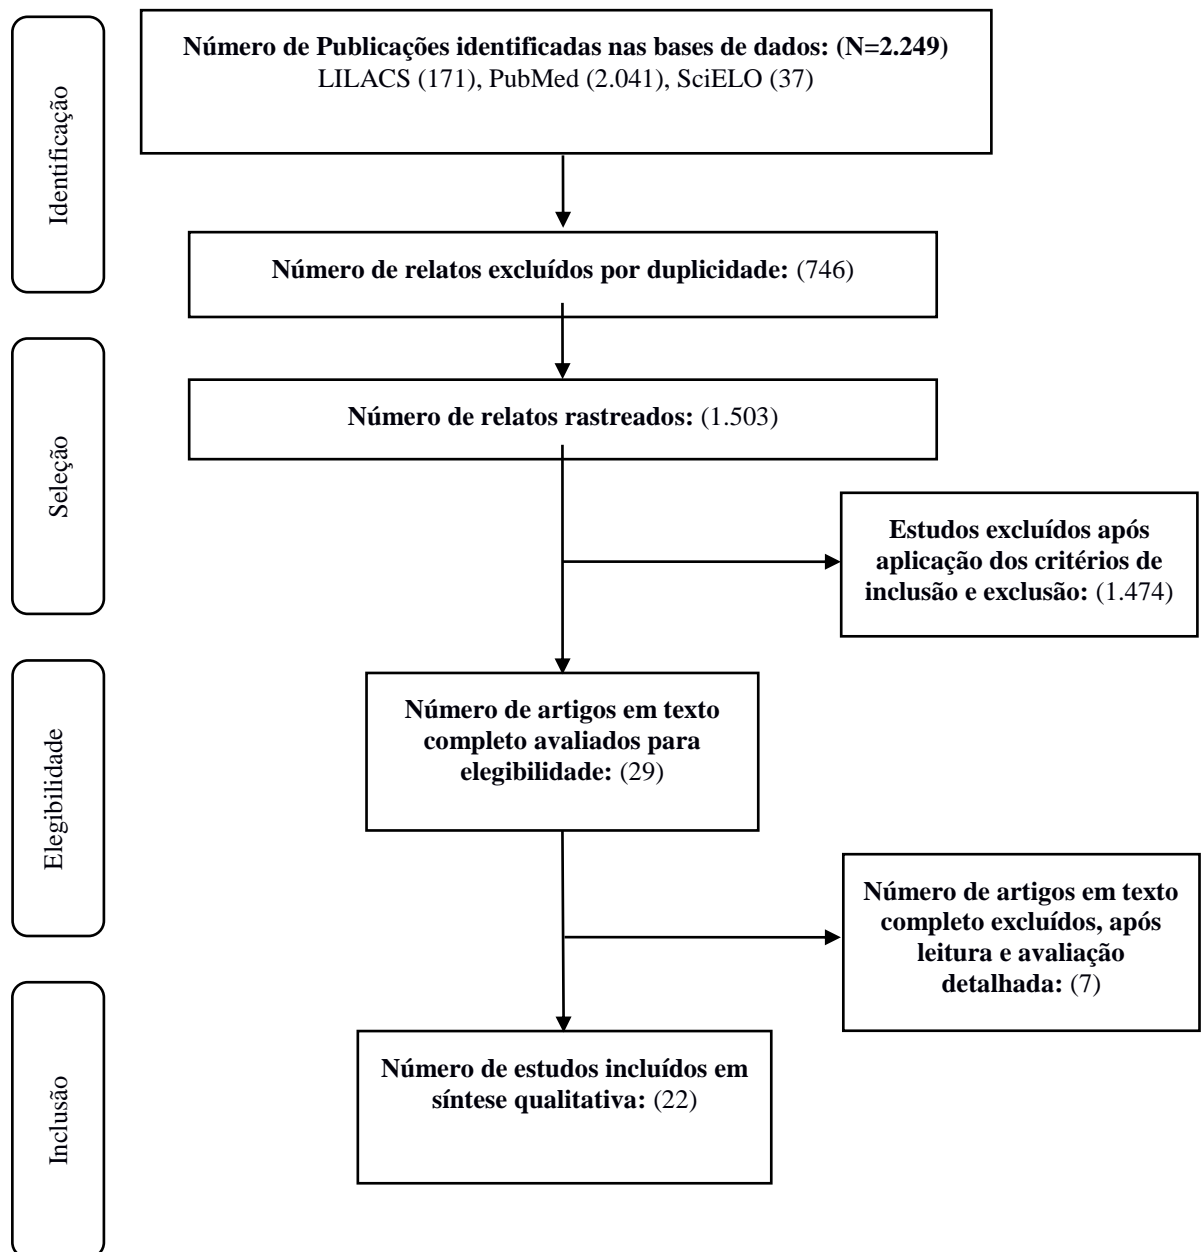 Identificação
Número de Publicações identificadas nas bases de dados: (N=2.249)
LILACS (171), PubMed (2.041), SciELO (37)
Número de relatos excluídos por duplicidade: (746)
Seleção
Número de relatos rastreados: (1.503)
Estudos excluídos após
aplicação dos critérios de
inclusão e exclusão: (1.474)
Elegibilidade
Número de artigos em texto
completo avaliados para
elegibilidade: (29)
Número de artigos em texto
completo excluídos, após
leitura e avaliação
detalhada: (7)
Inclusão
Número de estudos incluídos em
síntese qualitativa: (22)